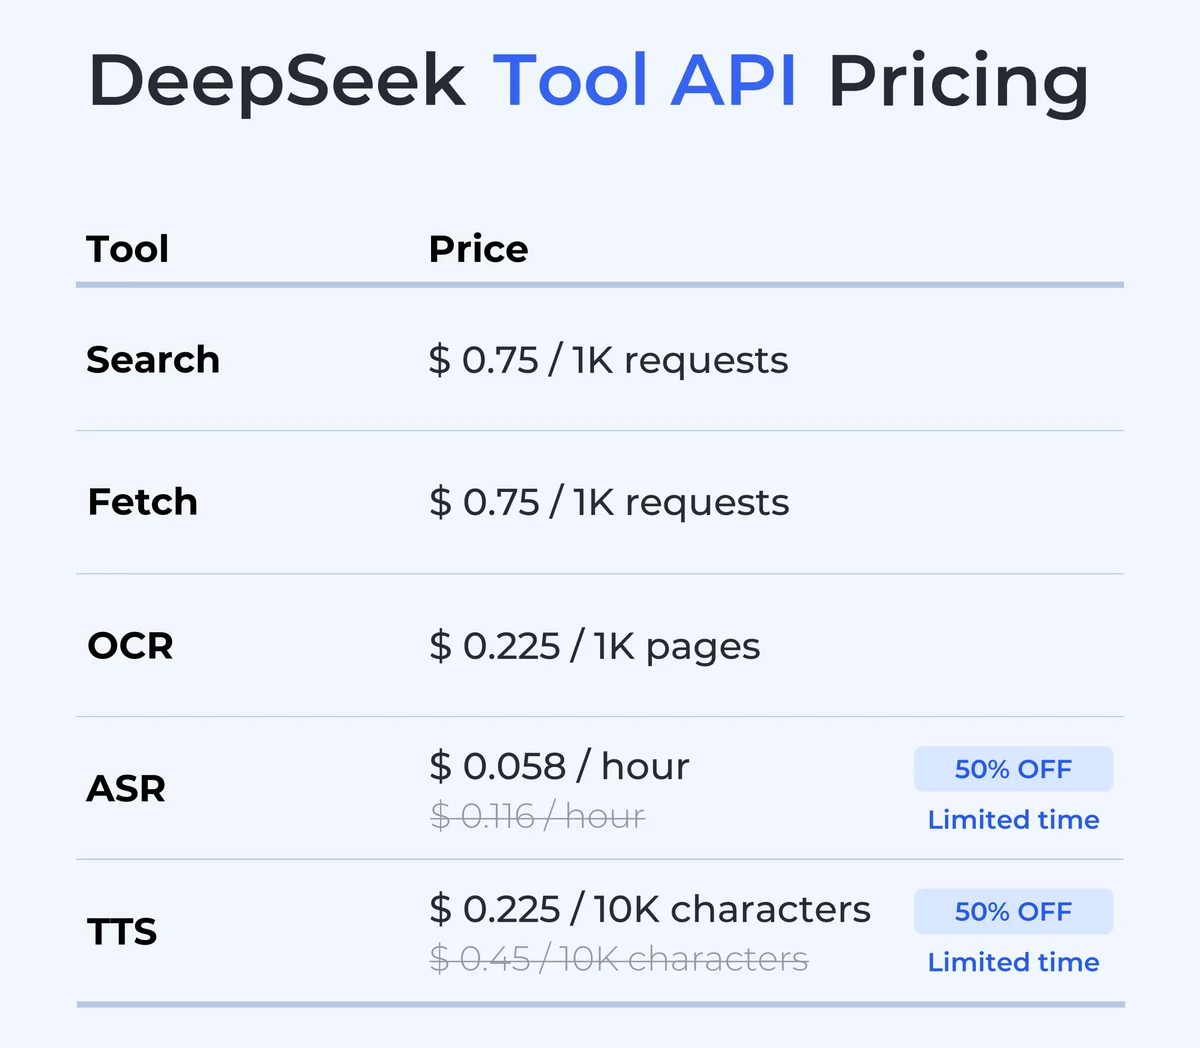 DeepSeek Tool API Pricing
Tool Price
Search $ 0.75 / 1K requests
Fetch $ 0.75 / 1K requests
OCR $ 0.225 / 1K pages
ASR $ 0.058 / hour 50% OFF
$ 0.116 / hour Limited time
TTS $ 0.225 / 10K characters 50% OFF
$ 0.45 / 10K characters Limited time